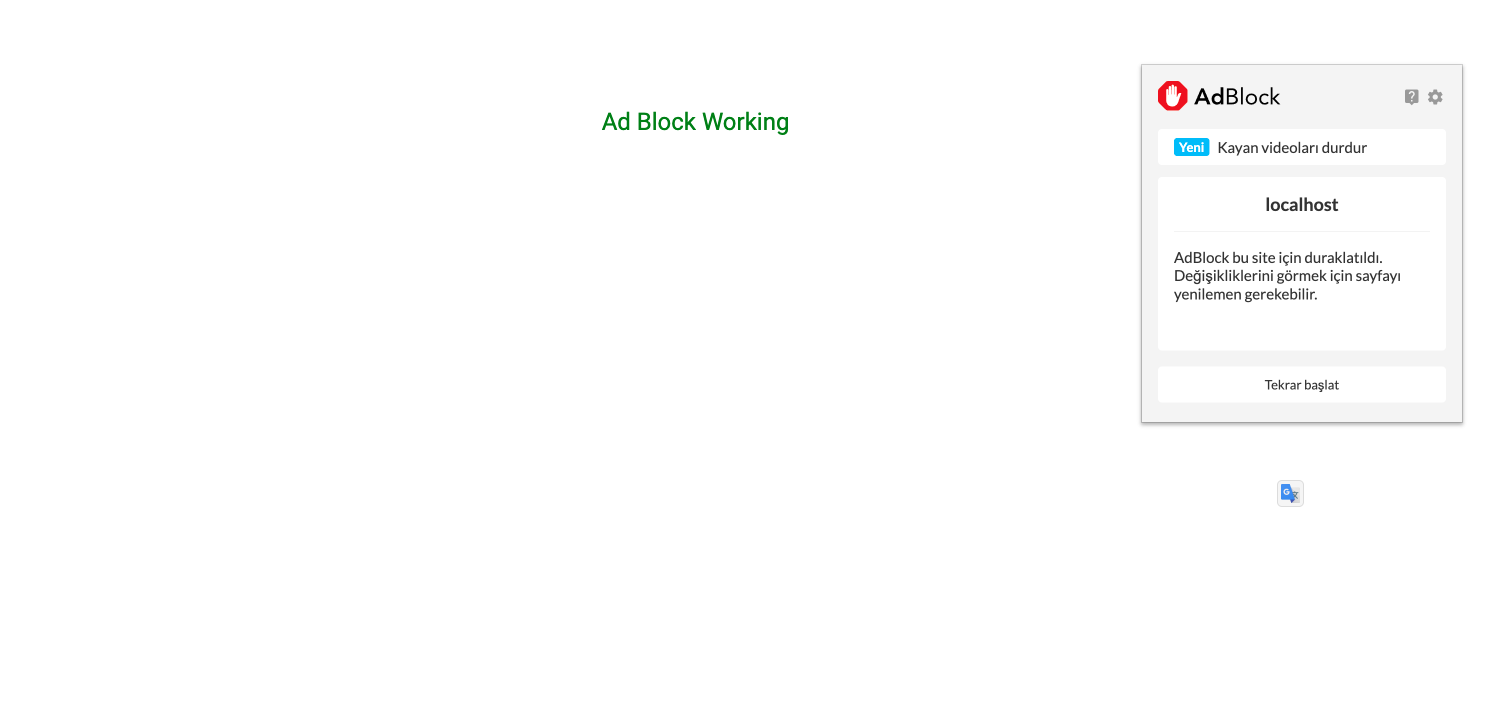 Ad Block Working
AdBlock
Yeni Kayan videoları durdur
localhost
AdBlock bu site için duraklatıldı.
Değişikliklerini görmek için sayfayı
yenilemen gerekebilir.
Tekrar başlat